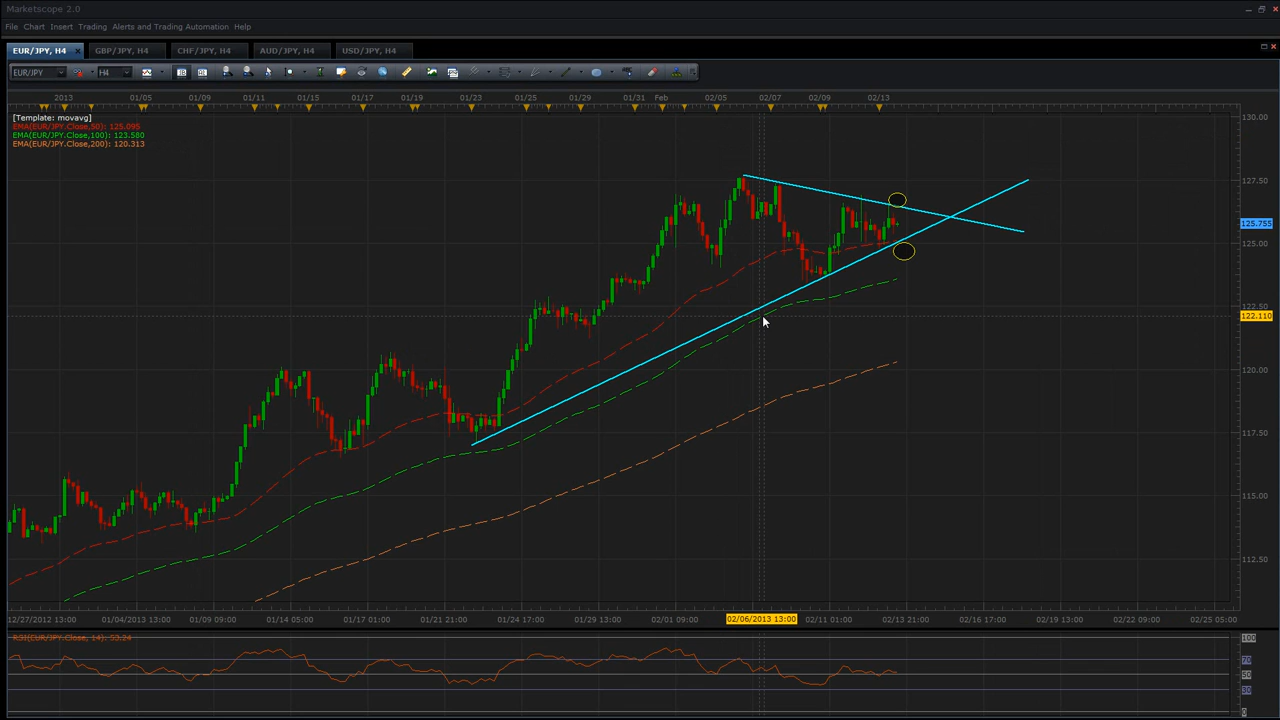 Marketscope 2.0
File Chart Insert Trading Alerts and Trading Automation Help
EUR/JPY, H4 × GBP/JPY, H4 CHF/JPY, H4 AUD/JPY, H4 USD/JPY, H4
EUR/JPY H4
2013 01/05 01/09 01/11 01/15 01/17 01/19 01/23 01/25 01/29 01/31 Feb 02/05 02/07 02/09 02/13
[Template: movavg]
EMA(EUR/JPY.Close,50): 125.095
EMA(EUR/JPY.Close,100): 123.580
EMA(EUR/JPY.Close,200): 120.313
130.00
127.50
125.755
125.00
122.50
122.110
120.00
117.50
115.00
112.50
12/27/2012 13:00 01/04/2013 13:00 01/09 09:00 01/14 05:00 01/17 01:00 01/21 21:00 01/24 17:00 01/29 13:00 02/01 09:00 02/06/2013 13:00 02/11 01:00 02/13 21:00 02/16 17:00 02/19 13:00 02/22 09:00 02/25 05:00
RSI(EUR/JPY.Close, 14): 53.24
100
70
50
30
0